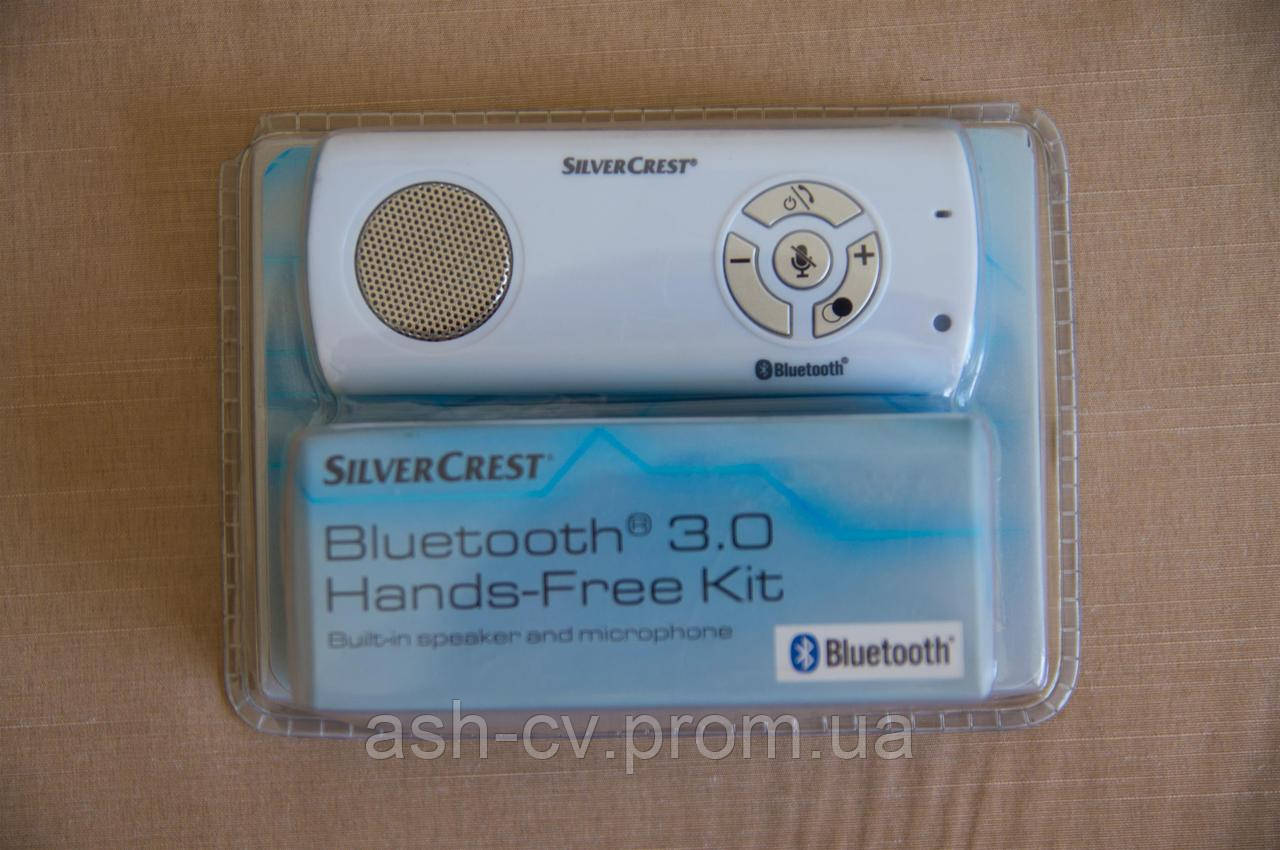 SILVERCREST®
− +
Bluetooth®
SILVERCREST®
Bluetooth® 3.0
Hands-Free Kit
Built-in speaker and microphone
Bluetooth®
ash-cv.prom.ua